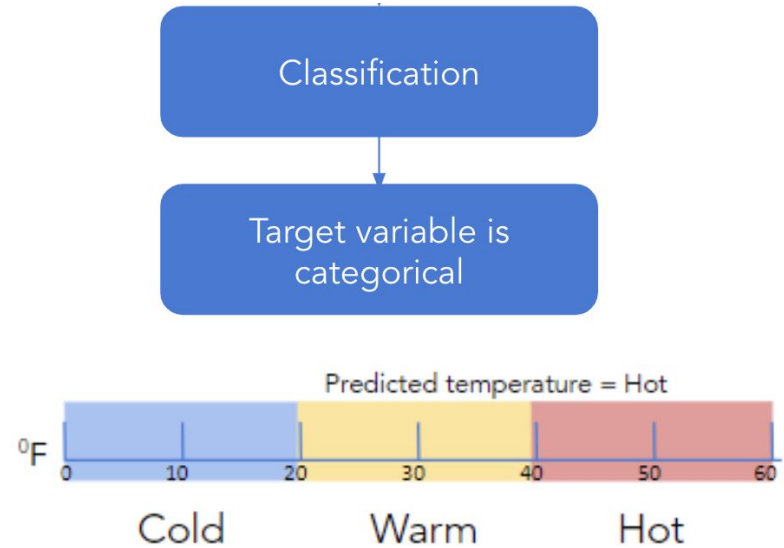 Classification
Target variable is
categorical
Predicted temperature = Hot
⁰F
0 10 20 30 40 50 60
Cold Warm Hot